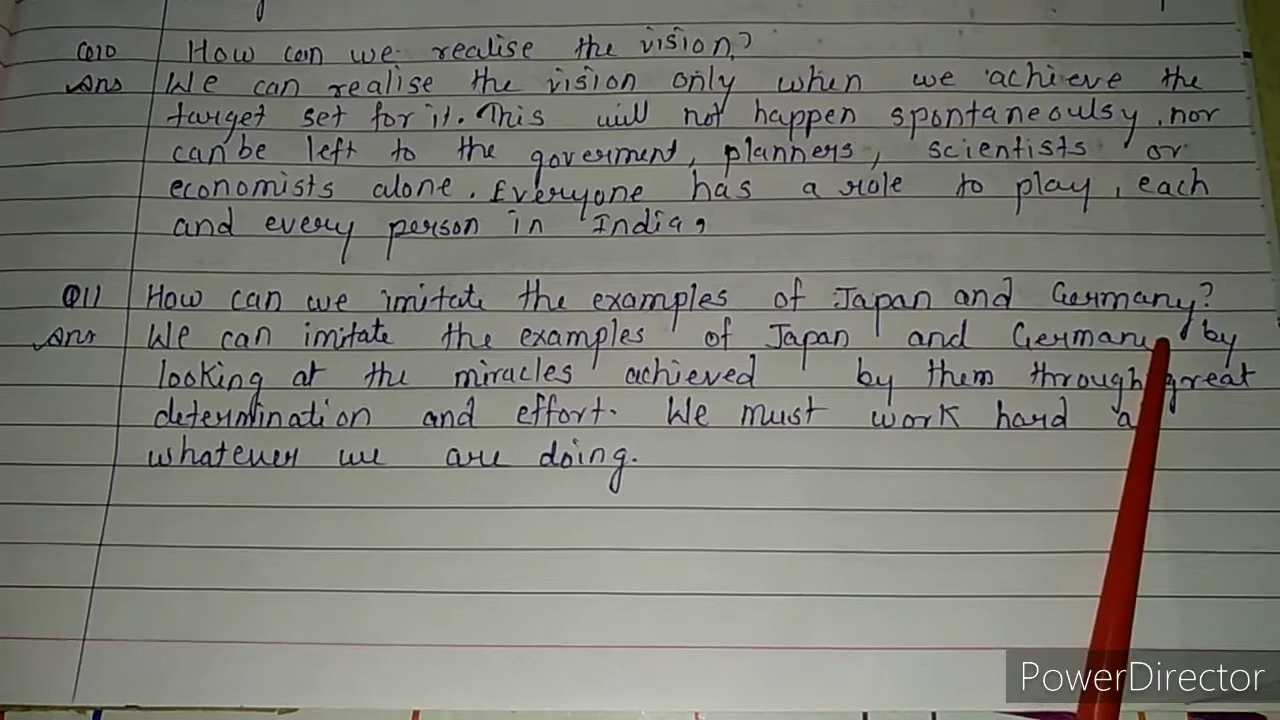 Q10 How can we realise the vision?
Ans We can realise the vision only when we achieve the
target set for it. This will not happen spontaneoulsy, nor
can be left to the goverment, planners, scientists or
economists alone. Everyone has a role to play, each
and every person in India,
Q11 How can we imitate the examples of Japan and Germany?
Ans We can imitate the examples of Japan and Germany by
looking at the miracles achieved by them through great
determination and effort. We must work hard
whatever we are doing.
PowerDirector